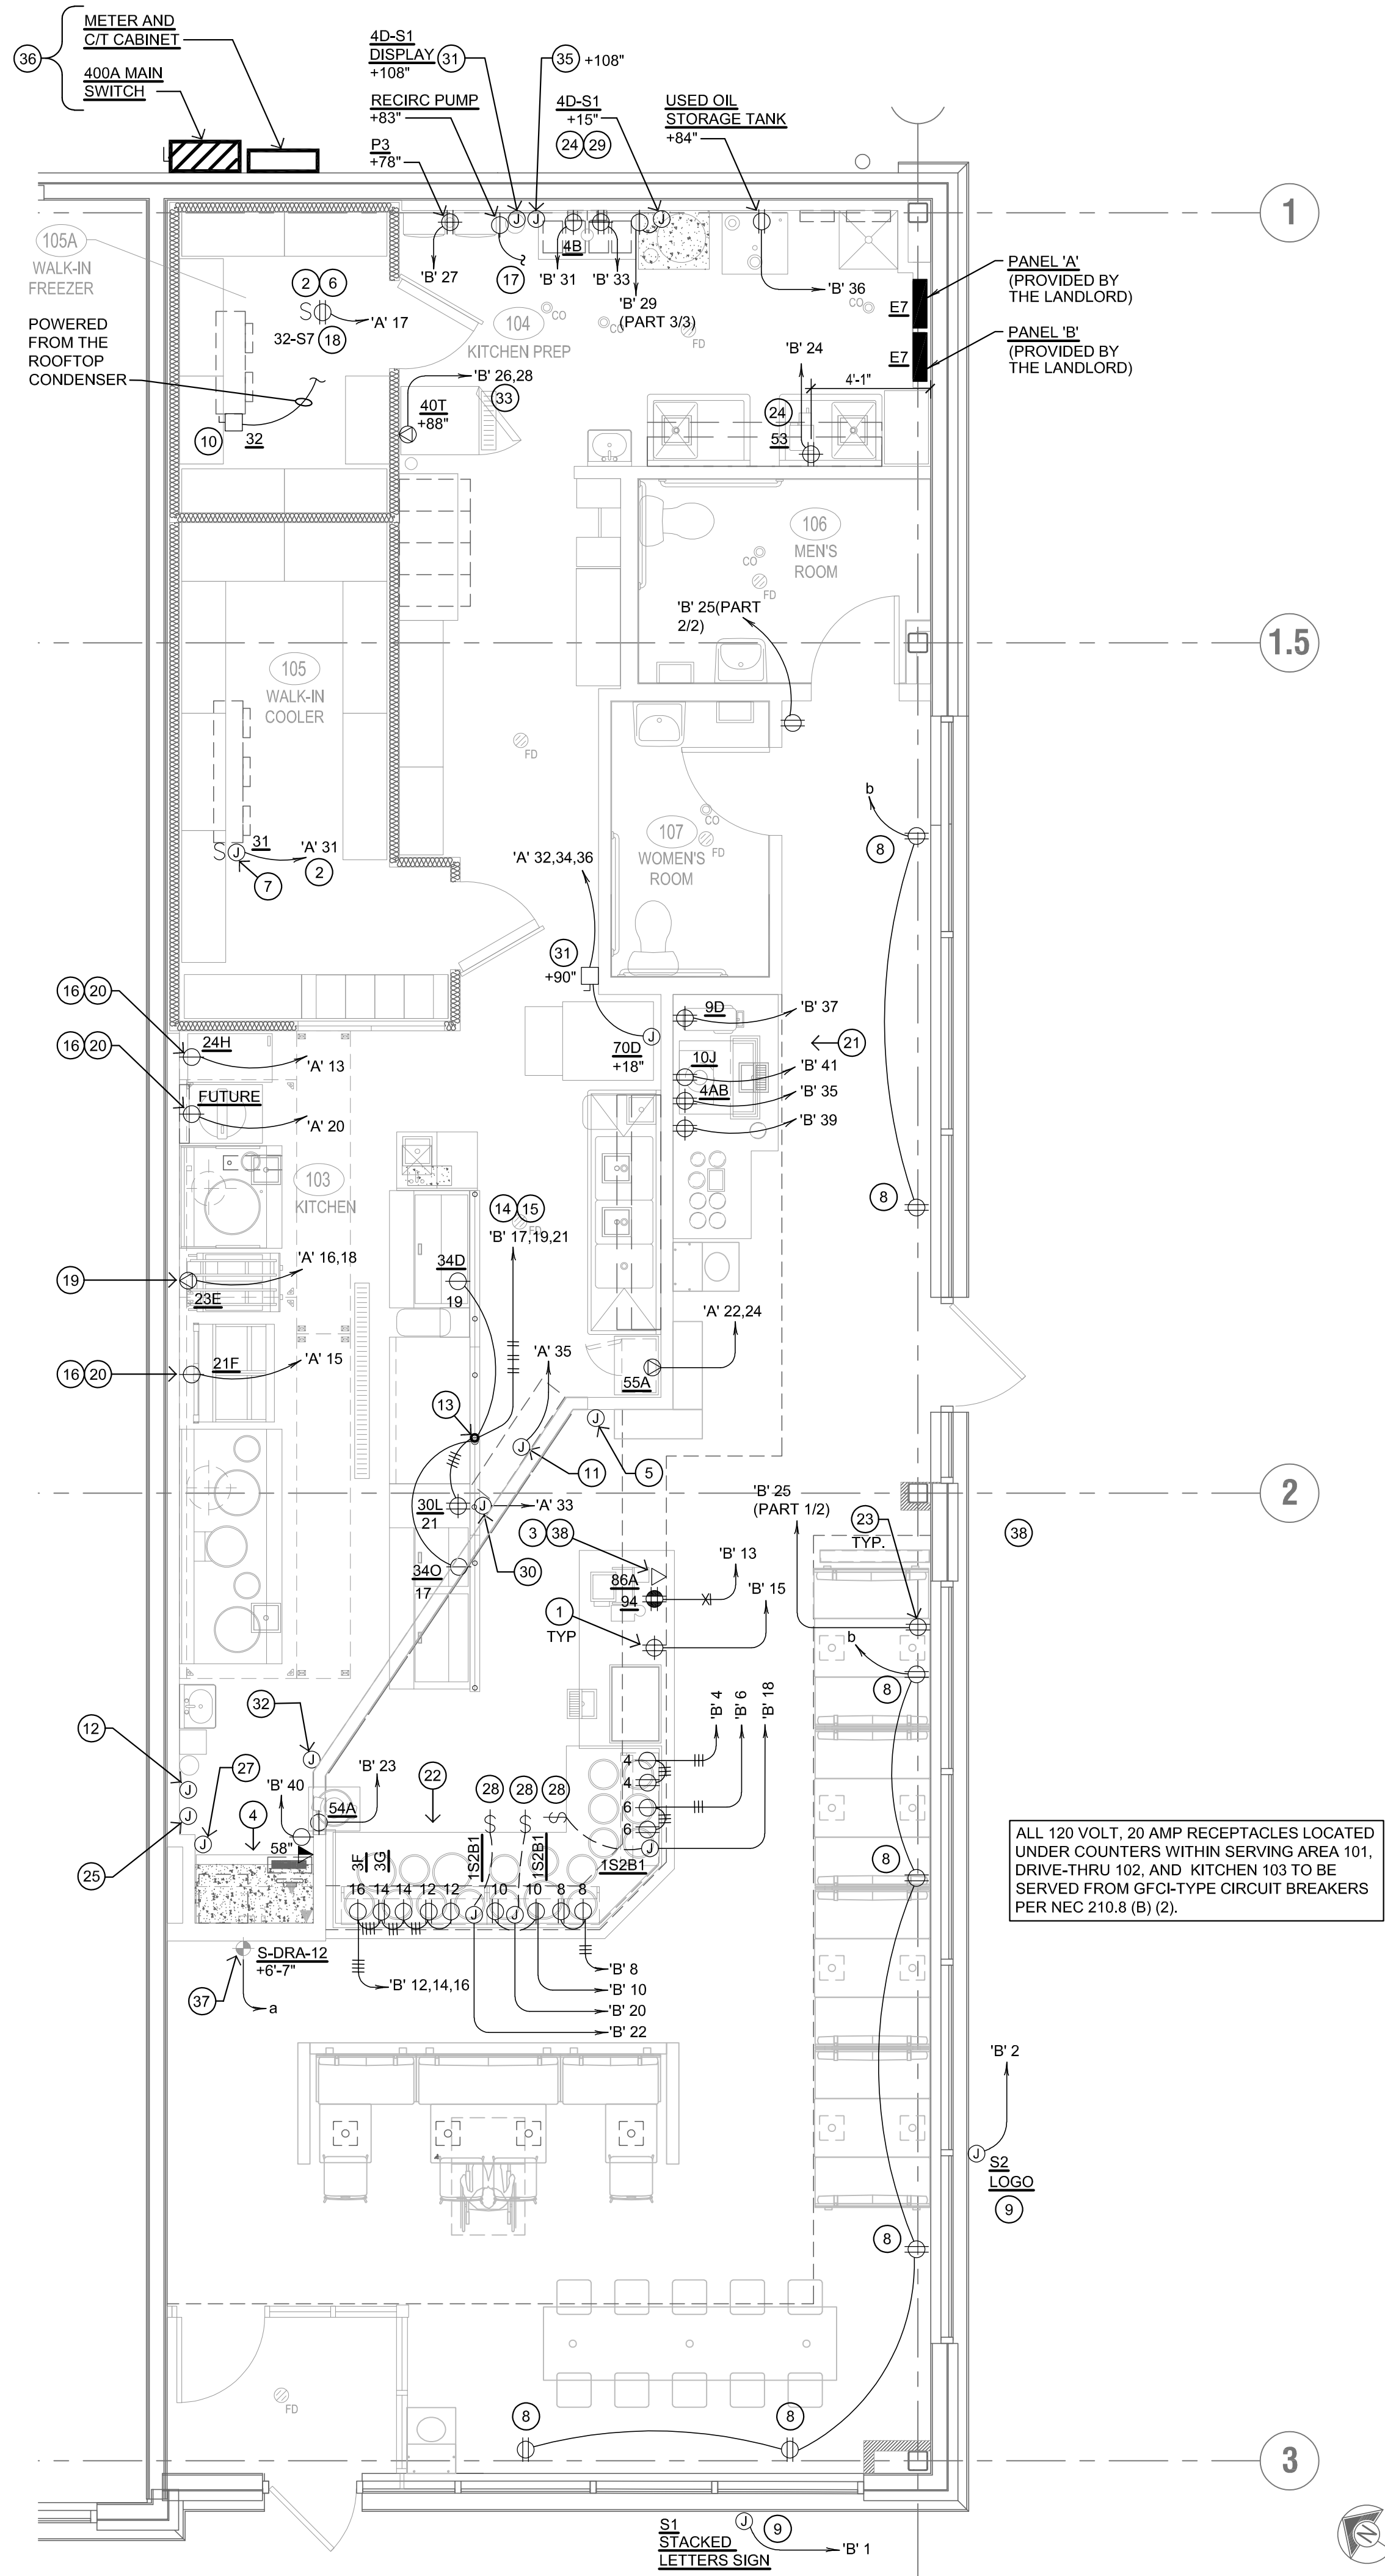 METER AND
C/T CABINET
36
400A MAIN
SWITCH
4D-S1
DISPLAY
+108"
31
35
+108"
RECIRC PUMP
+83"
4D-S1
+15"
24 29
USED OIL
STORAGE TANK
+84"
P3
+78"
1
105A
WALK-IN
FREEZER
POWERED
FROM THE
ROOFTOP
CONDENSER
2 6
S
'A' 17
32-S7
18
10
32
'B' 27
17
4B
'B' 31
'B' 33
'B' 29
(PART 3/3)
'B' 36
CO
CO
CO
FD
104
KITCHEN PREP
E7
PANEL 'A'
(PROVIDED BY
THE LANDLORD)
E7
PANEL 'B'
(PROVIDED BY
THE LANDLORD)
'B' 24
4'-1"
24
53
'B' 26,28
33
40T
+88"
106
MEN'S
ROOM
CO
FD
'B' 25(PART
2/2)
1.5
105
WALK-IN
COOLER
FD
b
8
31
S
J
'A' 31
2
7
107
WOMEN'S
ROOM
CO
FD
'A' 32,34,36
31
+90"
16 20
24H
'A' 13
70D
+18"
J
9D
'B' 37
21
10J
'B' 41
4AB
'B' 35
'B' 39
16 20
FUTURE
'A' 20
103
KITCHEN
14 15
FD
'B' 17,19,21
8
19
'A' 16,18
23E
34D
19
'A' 22,24
55A
16 20
21F
'A' 15
'A' 35
13
J
11
J
5
2
30L
21
J
'A' 33
30
34O
17
3 38
86A
94
'B' 13
'B' 15
1
TYP
'B' 25
(PART 1/2)
23
TYP.
38
b
8
32
J
12
J
27
25
J
J
4
'B' 40
58"
54A
'B' 23
22
28 28 28
S S S
'B' 4
'B' 6
'B' 18
4
4
6
6
J
1S2B1
3F
3G
1S2B1
1S2B1
16 14 14 12 12 10 10 8 8
J J
8
ALL 120 VOLT, 20 AMP RECEPTACLES LOCATED
UNDER COUNTERS WITHIN SERVING AREA 101,
DRIVE-THRU 102, AND KITCHEN 103 TO BE
SERVED FROM GFCI-TYPE CIRCUIT BREAKERS
PER NEC 210.8 (B) (2).
S-DRA-12
+6'-7"
37
a
'B' 12,14,16
'B' 8
'B' 10
'B' 20
'B' 22
'B' 2
J
S2
LOGO
9
8
FD
8
8
3
S1
STACKED
LETTERS SIGN
J
9
'B' 1
N